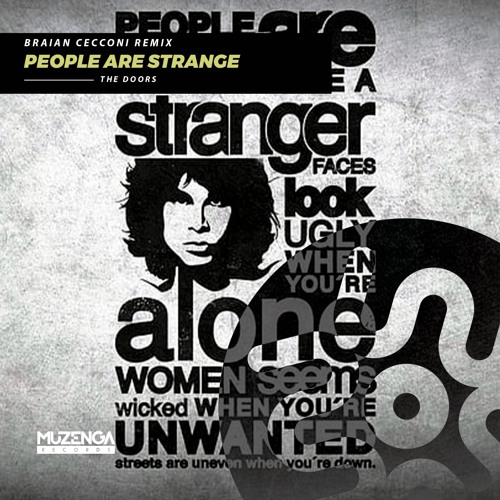 PEOPLE are
BRAIAN CECCONI REMIX
PEOPLE ARE STRANGE
THE DOORS
E A
stranger
FACES
look
UGLY
WHEN
YOU´RE
alone
WOMEN seems
wicked WHEN YOU´RE
UNWANTED
streets are uneven when you´re down.
MUZENGA
RECORDS